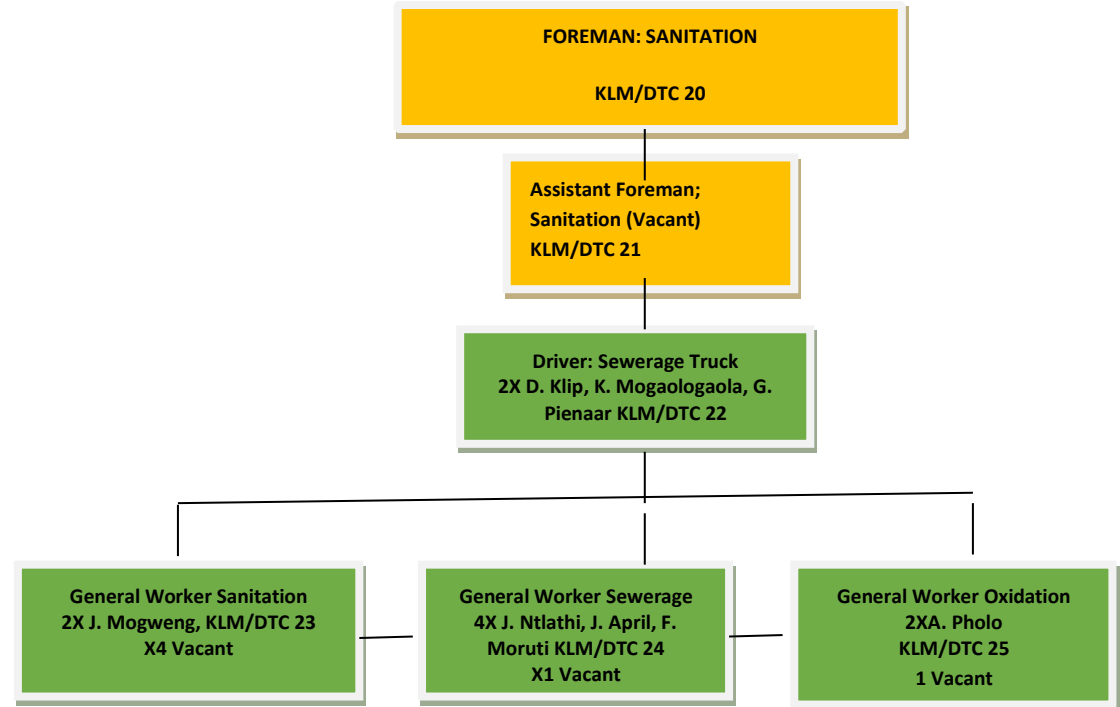 FOREMAN: SANITATION
KLM/DTC 20
Assistant Foreman;
Sanitation (Vacant)
KLM/DTC 21
Driver: Sewerage Truck
2X D. Klip, K. Mogaologaola, G.
Pienaar KLM/DTC 22
General Worker Sanitation
2X J. Mogweng, KLM/DTC 23
X4 Vacant
General Worker Sewerage
4X J. Ntlathi, J. April, F.
Moruti KLM/DTC 24
X1 Vacant
General Worker Oxidation
2XA. Pholo
KLM/DTC 25
1 Vacant